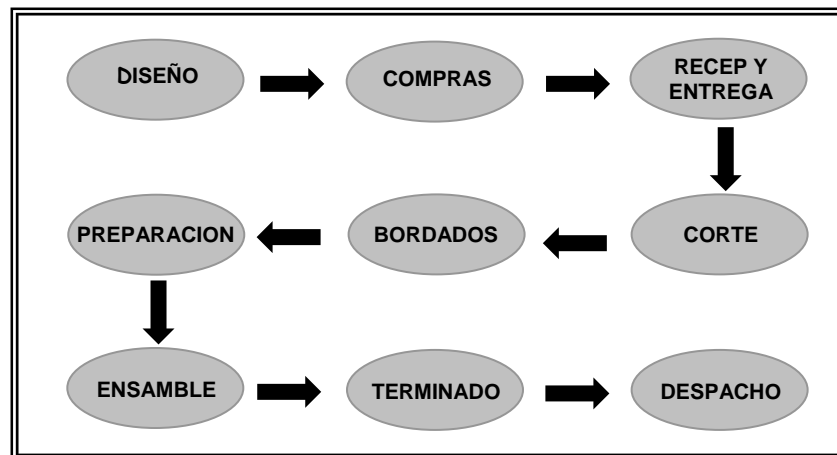 DISEÑO
COMPRAS
RECEP Y
ENTREGA
CORTE
BORDADOS
PREPARACION
ENSAMBLE
TERMINADO
DESPACHO